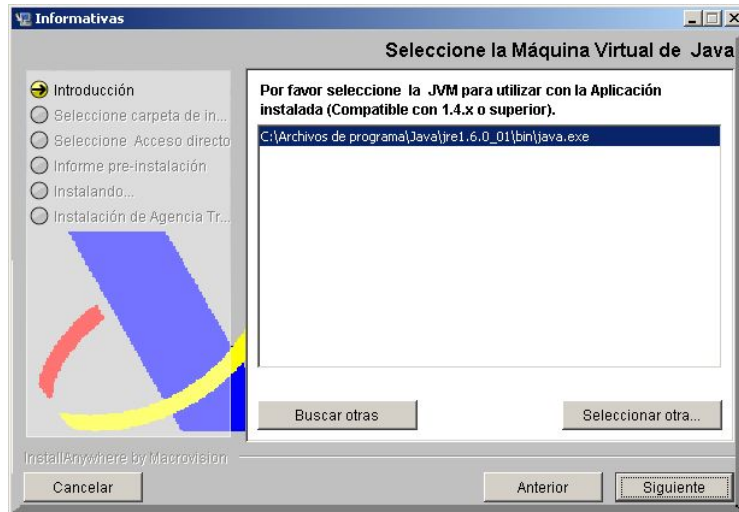 Informativas
Seleccione la Máquina Virtual de Java
Introducción
Seleccione carpeta de in...
Seleccione Acceso directo
Informe pre-instalación
Instalando...
Instalación de Agencia Tr...
Por favor seleccione la JVM para utilizar con la Aplicación
instalada (Compatible con 1.4.x o superior).
C:\Archivos de programa\Java\jre1.6.0_01\bin\java.exe
Buscar otras
Seleccionar otra...
InstallAnywhere by Macrovision
Cancelar
Anterior
Siguiente